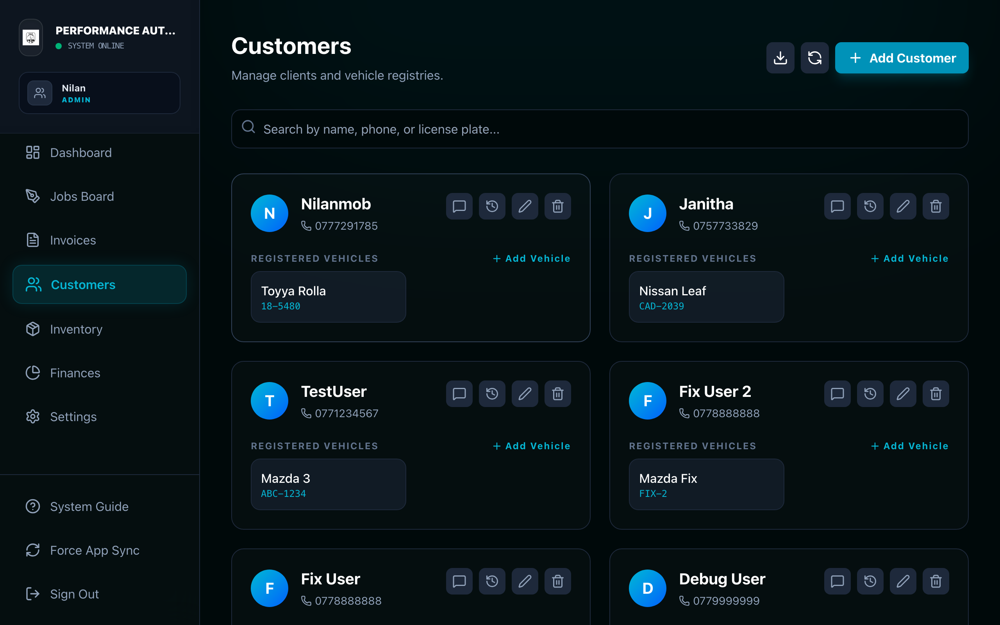 PERFORMANCE AUT...
SYSTEM ONLINE
Nilan
ADMIN
Dashboard
Jobs Board
Invoices
Customers
Inventory
Finances
Settings
System Guide
Force App Sync
Sign Out
Customers
Manage clients and vehicle registries.
Add Customer
Search by name, phone, or license plate...
N
Nilanmob
0777291785
REGISTERED VEHICLES
+ Add Vehicle
Toyya Rolla
18-5480
J
Janitha
0757733829
REGISTERED VEHICLES
+ Add Vehicle
Nissan Leaf
CAD-2039
T
TestUser
0771234567
REGISTERED VEHICLES
+ Add Vehicle
Mazda 3
ABC-1234
F
Fix User 2
0778888888
REGISTERED VEHICLES
+ Add Vehicle
Mazda Fix
FIX-2
F
Fix User
0778888888
D
Debug User
0779999999